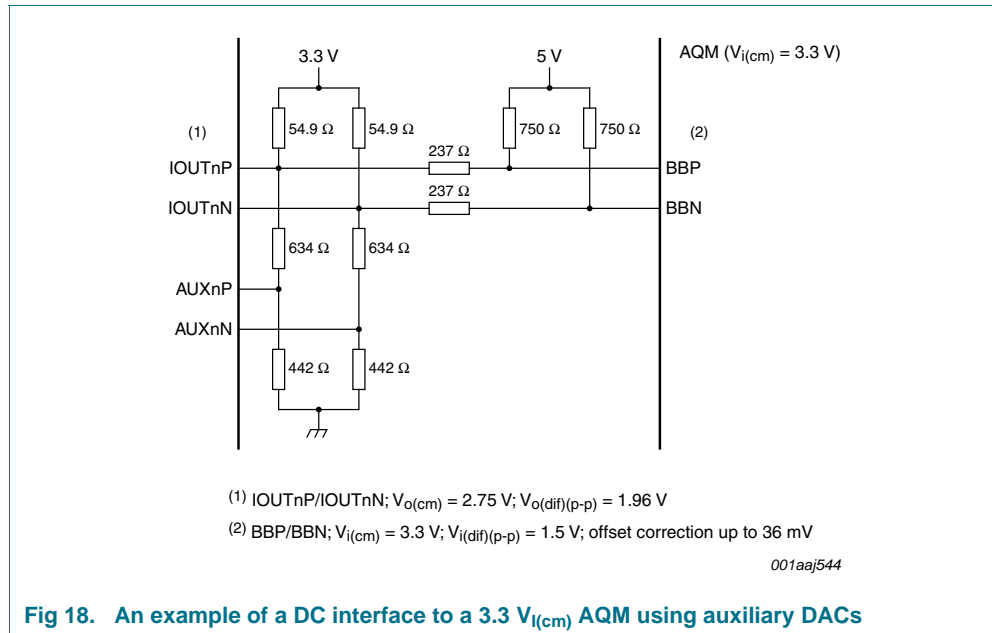 3.3 V
5 V
AQM (Vi(cm) = 3.3 V)
(1)
54.9 Ω
54.9 Ω
750 Ω
750 Ω
(2)
237 Ω
IOUTnP
BBP
237 Ω
IOUTnN
BBN
634 Ω
634 Ω
AUXnP
AUXnN
442 Ω
442 Ω
(1) IOUTnP/IOUTnN; Vo(cm) = 2.75 V; Vo(dif)(p-p) = 1.96 V
(2) BBP/BBN; Vi(cm) = 3.3 V; Vi(dif)(p-p) = 1.5 V; offset correction up to 36 mV
001aaj544
Fig 18. An example of a DC interface to a 3.3 VI(cm) AQM using auxiliary DACs